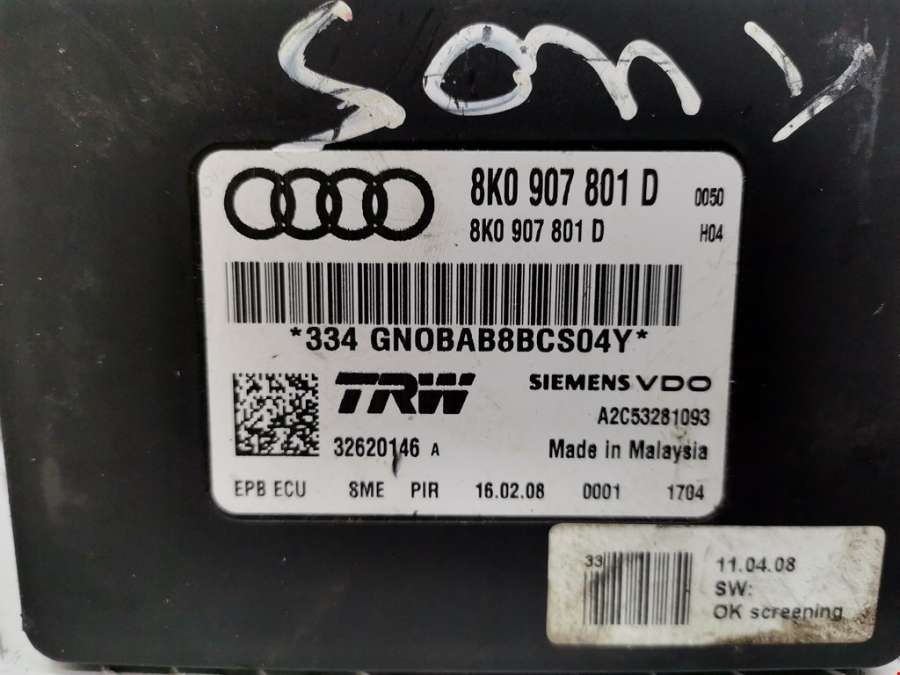 8K0 907 801 D 0050
8K0 907 801 D H04
*334 GNOBAB8BCS04Y*
TRW SIEMENS VDO
A2C53281093
32620146 A Made in Malaysia
EPB ECU SME PIR 16.02.08 0001 1704
33 11.04.08
SW:
OK screening